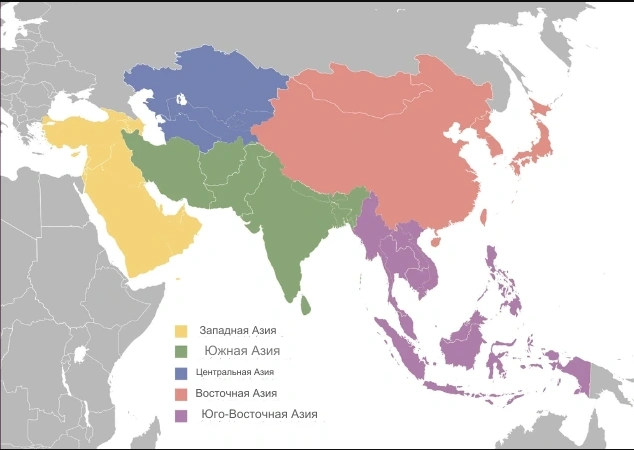 Западная Азия
Южная Азия
Центральная Азия
Восточная Азия
Юго-Восточная Азия